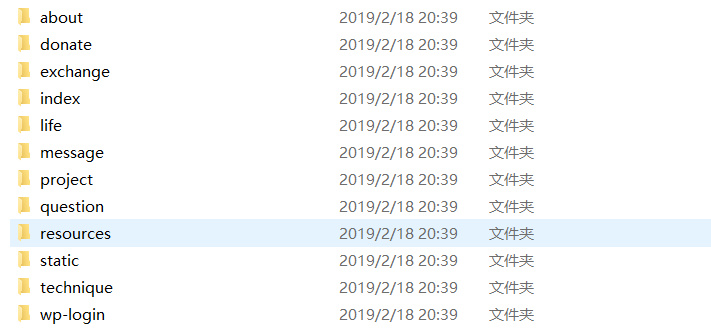 about 2019/2/18 20:39 文件夹
donate 2019/2/18 20:39 文件夹
exchange 2019/2/18 20:39 文件夹
index 2019/2/18 20:39 文件夹
life 2019/2/18 20:39 文件夹
message 2019/2/18 20:39 文件夹
project 2019/2/18 20:39 文件夹
question 2019/2/18 20:39 文件夹
resources 2019/2/18 20:39 文件夹
static 2019/2/18 20:39 文件夹
technique 2019/2/18 20:39 文件夹
wp-login 2019/2/18 20:39 文件夹